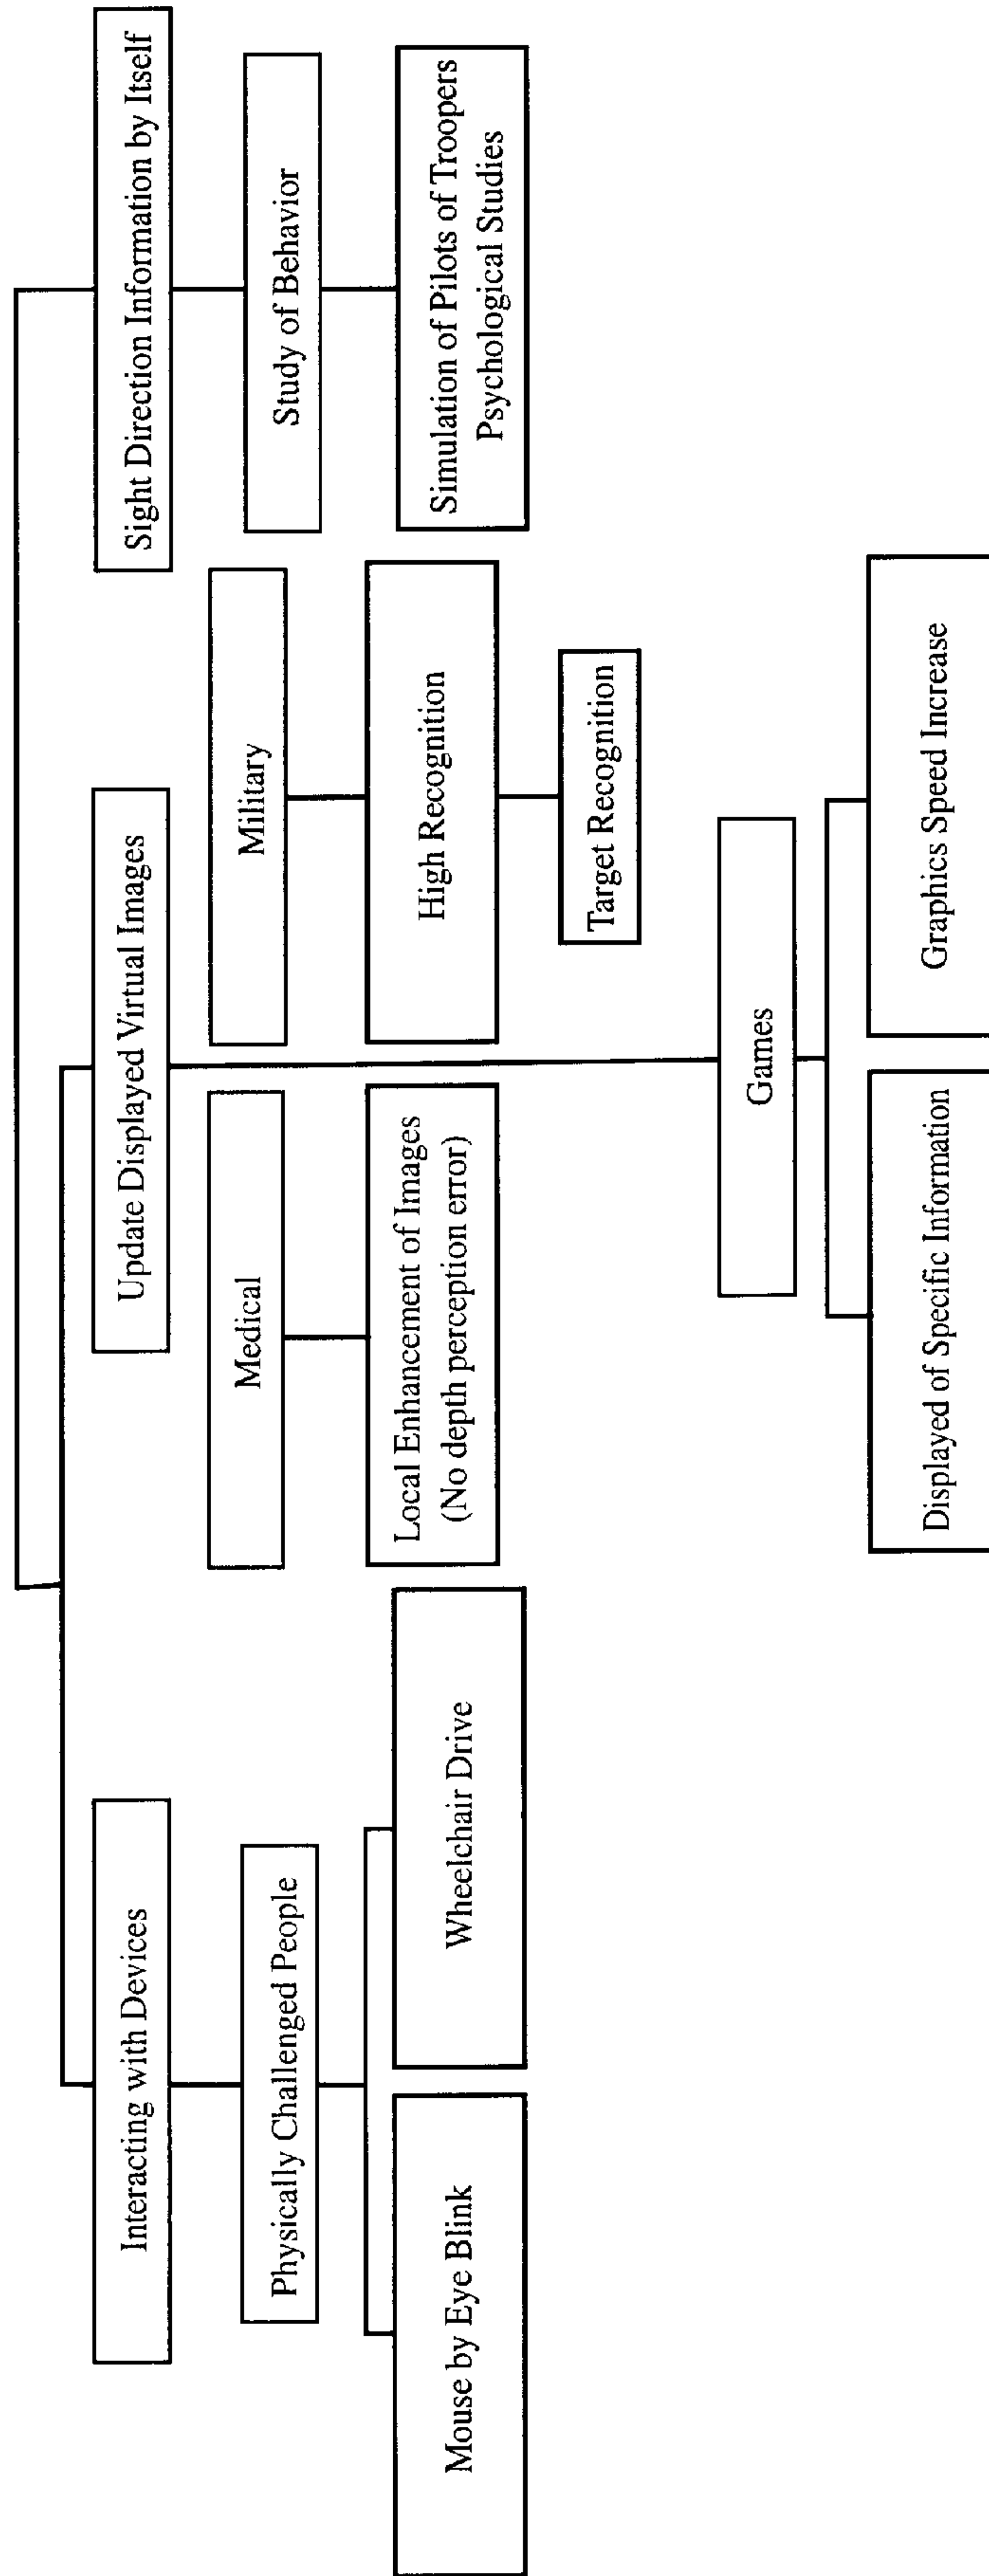 Interacting with Devices
Update Displayed Virtual Images
Sight Direction Information by Itself
Physically Challenged People
Medical
Military
Study of Behavior
Mouse by Eye Blink
Wheelchair Drive
Local Enhancement of Images
(No depth perception error)
High Recognition
Simulation of Pilots of Troopers
Psychological Studies
Target Recognition
Games
Displayed of Specific Information
Graphics Speed Increase